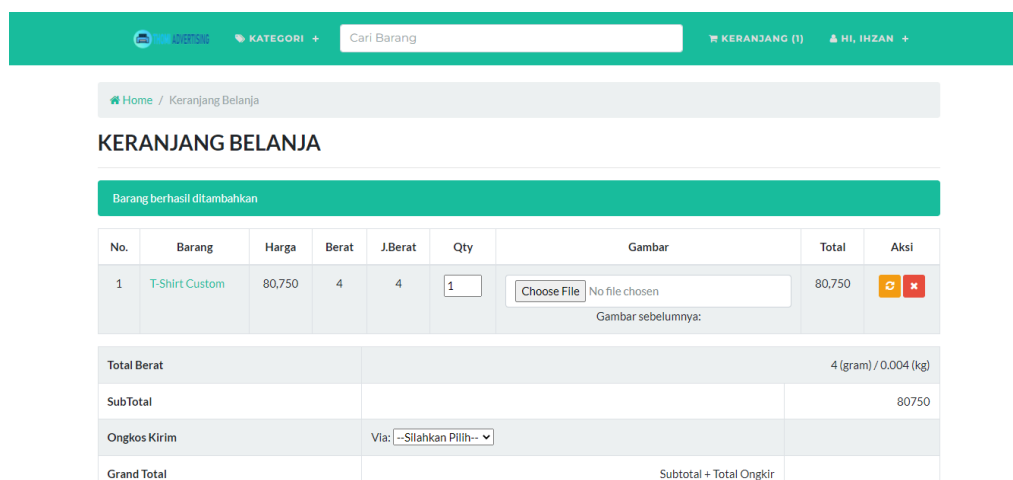 ADVERTISING
KATEGORI +
Cari Barang
KERANJANG (1)
HI, IHZAN +
Home / Keranjang Belanja
KERANJANG BELANJA
Barang berhasil ditambahkan
No. Barang Harga Berat J.Berat Qty Gambar Total Aksi
1 T-Shirt Custom 80,750 4 4 1 Choose File No file chosen 80,750
Gambar sebelumnya:
Total Berat 4 (gram) / 0.004 (kg)
SubTotal 80750
Ongkos Kirim Via: --Silahkan Pilih--
Grand Total Subtotal + Total Ongkir